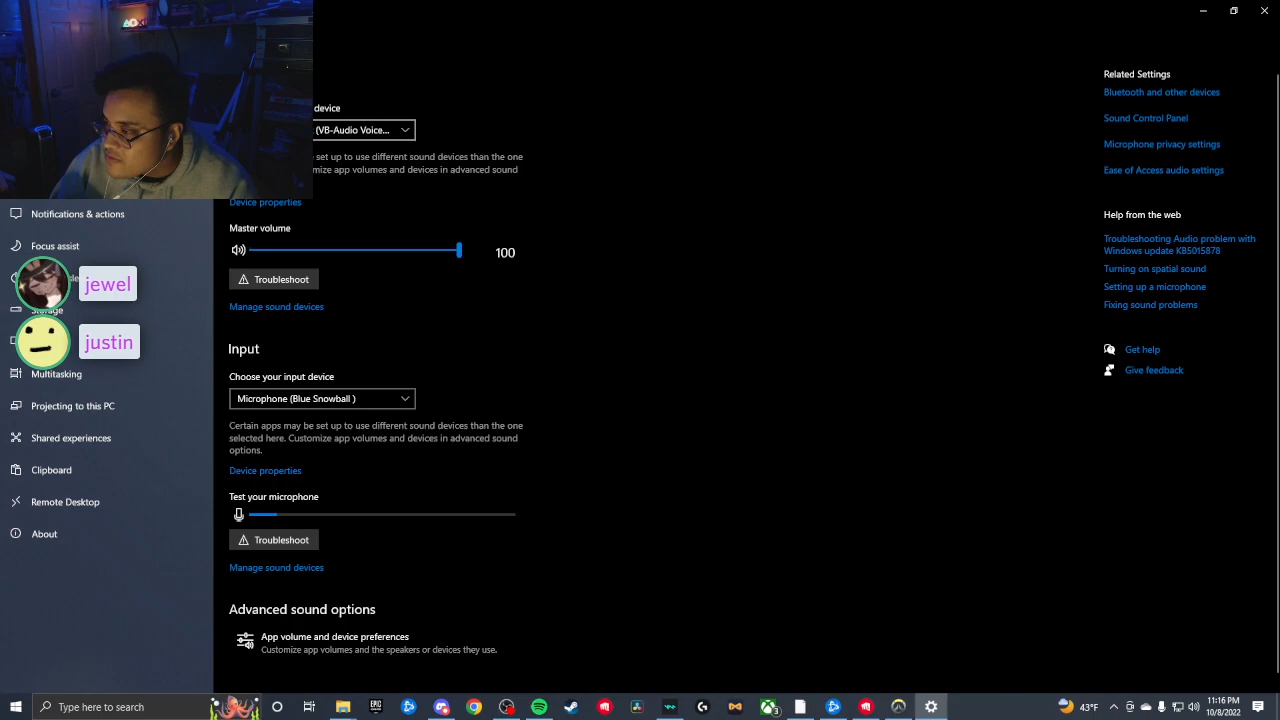 device
(VB-Audio Voice...
set up to use different sound devices than the one
mize app volumes and devices in advanced sound
Device properties
Master volume
100
Troubleshoot
Manage sound devices
Input
Choose your input device
Microphone (Blue Snowball )
Certain apps may be set up to use different sound devices than the one
selected here. Customize app volumes and devices in advanced sound
options.
Device properties
Test your microphone
Troubleshoot
Manage sound devices
Advanced sound options
App volume and device preferences
Customize app volumes and the speakers or devices they use.
Notifications & actions
Focus assist
jewel
Storage
justin
Multitasking
Projecting to this PC
Shared experiences
Clipboard
Remote Desktop
About
Related Settings
Bluetooth and other devices
Sound Control Panel
Microphone privacy settings
Ease of Access audio settings
Help from the web
Troubleshooting Audio problem with
Windows update KB5015878
Turning on spatial sound
Setting up a microphone
Fixing sound problems
Get help
Give feedback
Type here to search
EPIC
43°F
11:16 PM
10/8/2022